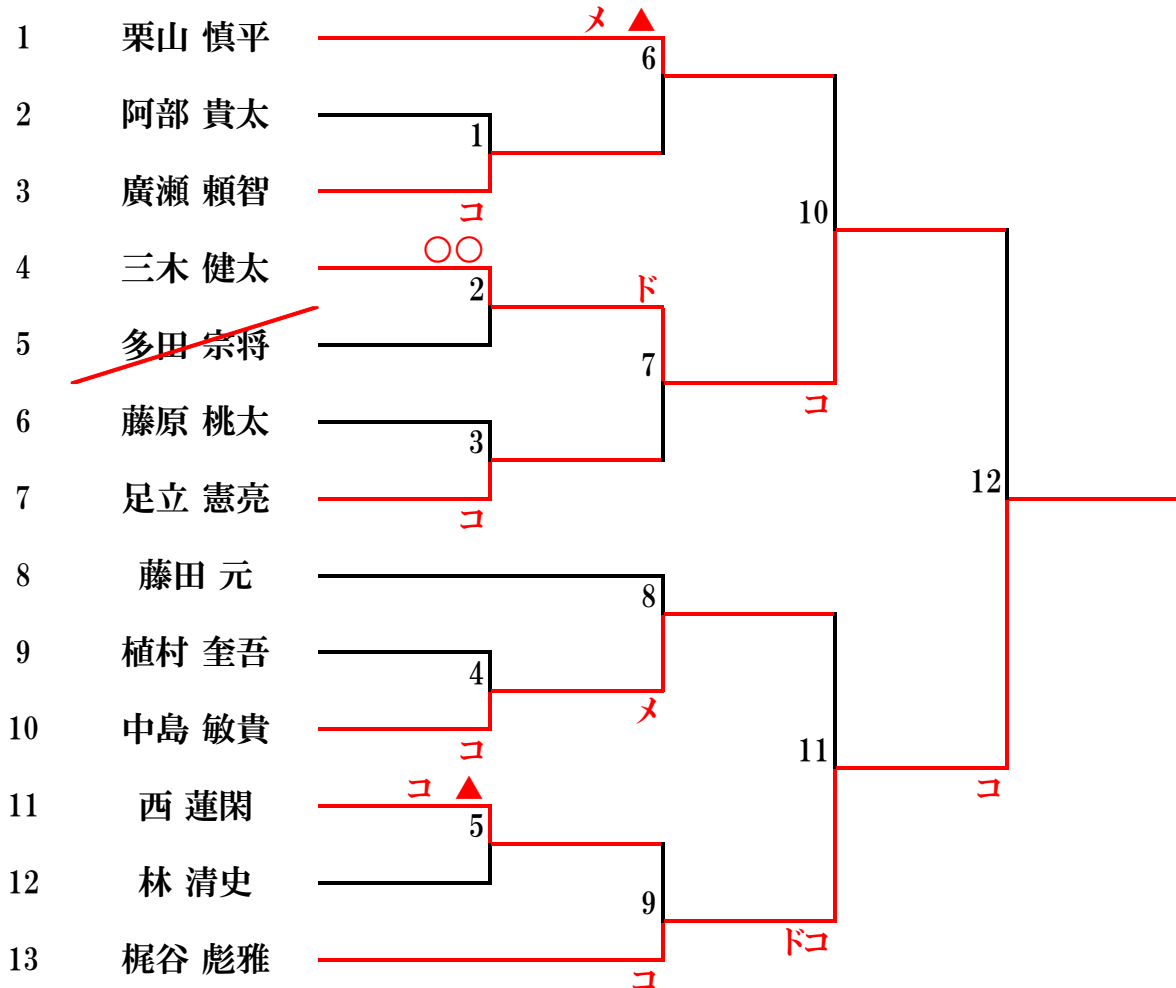 メ ▲
1 栗山 慎平
6
2 阿部 貴太
1
3 廣瀬 頼智
コ
10
○○
4 三木 健太
2
ド
5 多田 宗将
7
コ
6 藤原 桃太
3
7 足立 憲亮
コ
12
8 藤田 元
8
9 植村 奎吾
4
メ
10 中島 敏貴
コ
11
コ ▲
コ
11 西 蓮閑
5
12 林 清史
9
ドコ
13 梶谷 彪雅
コ